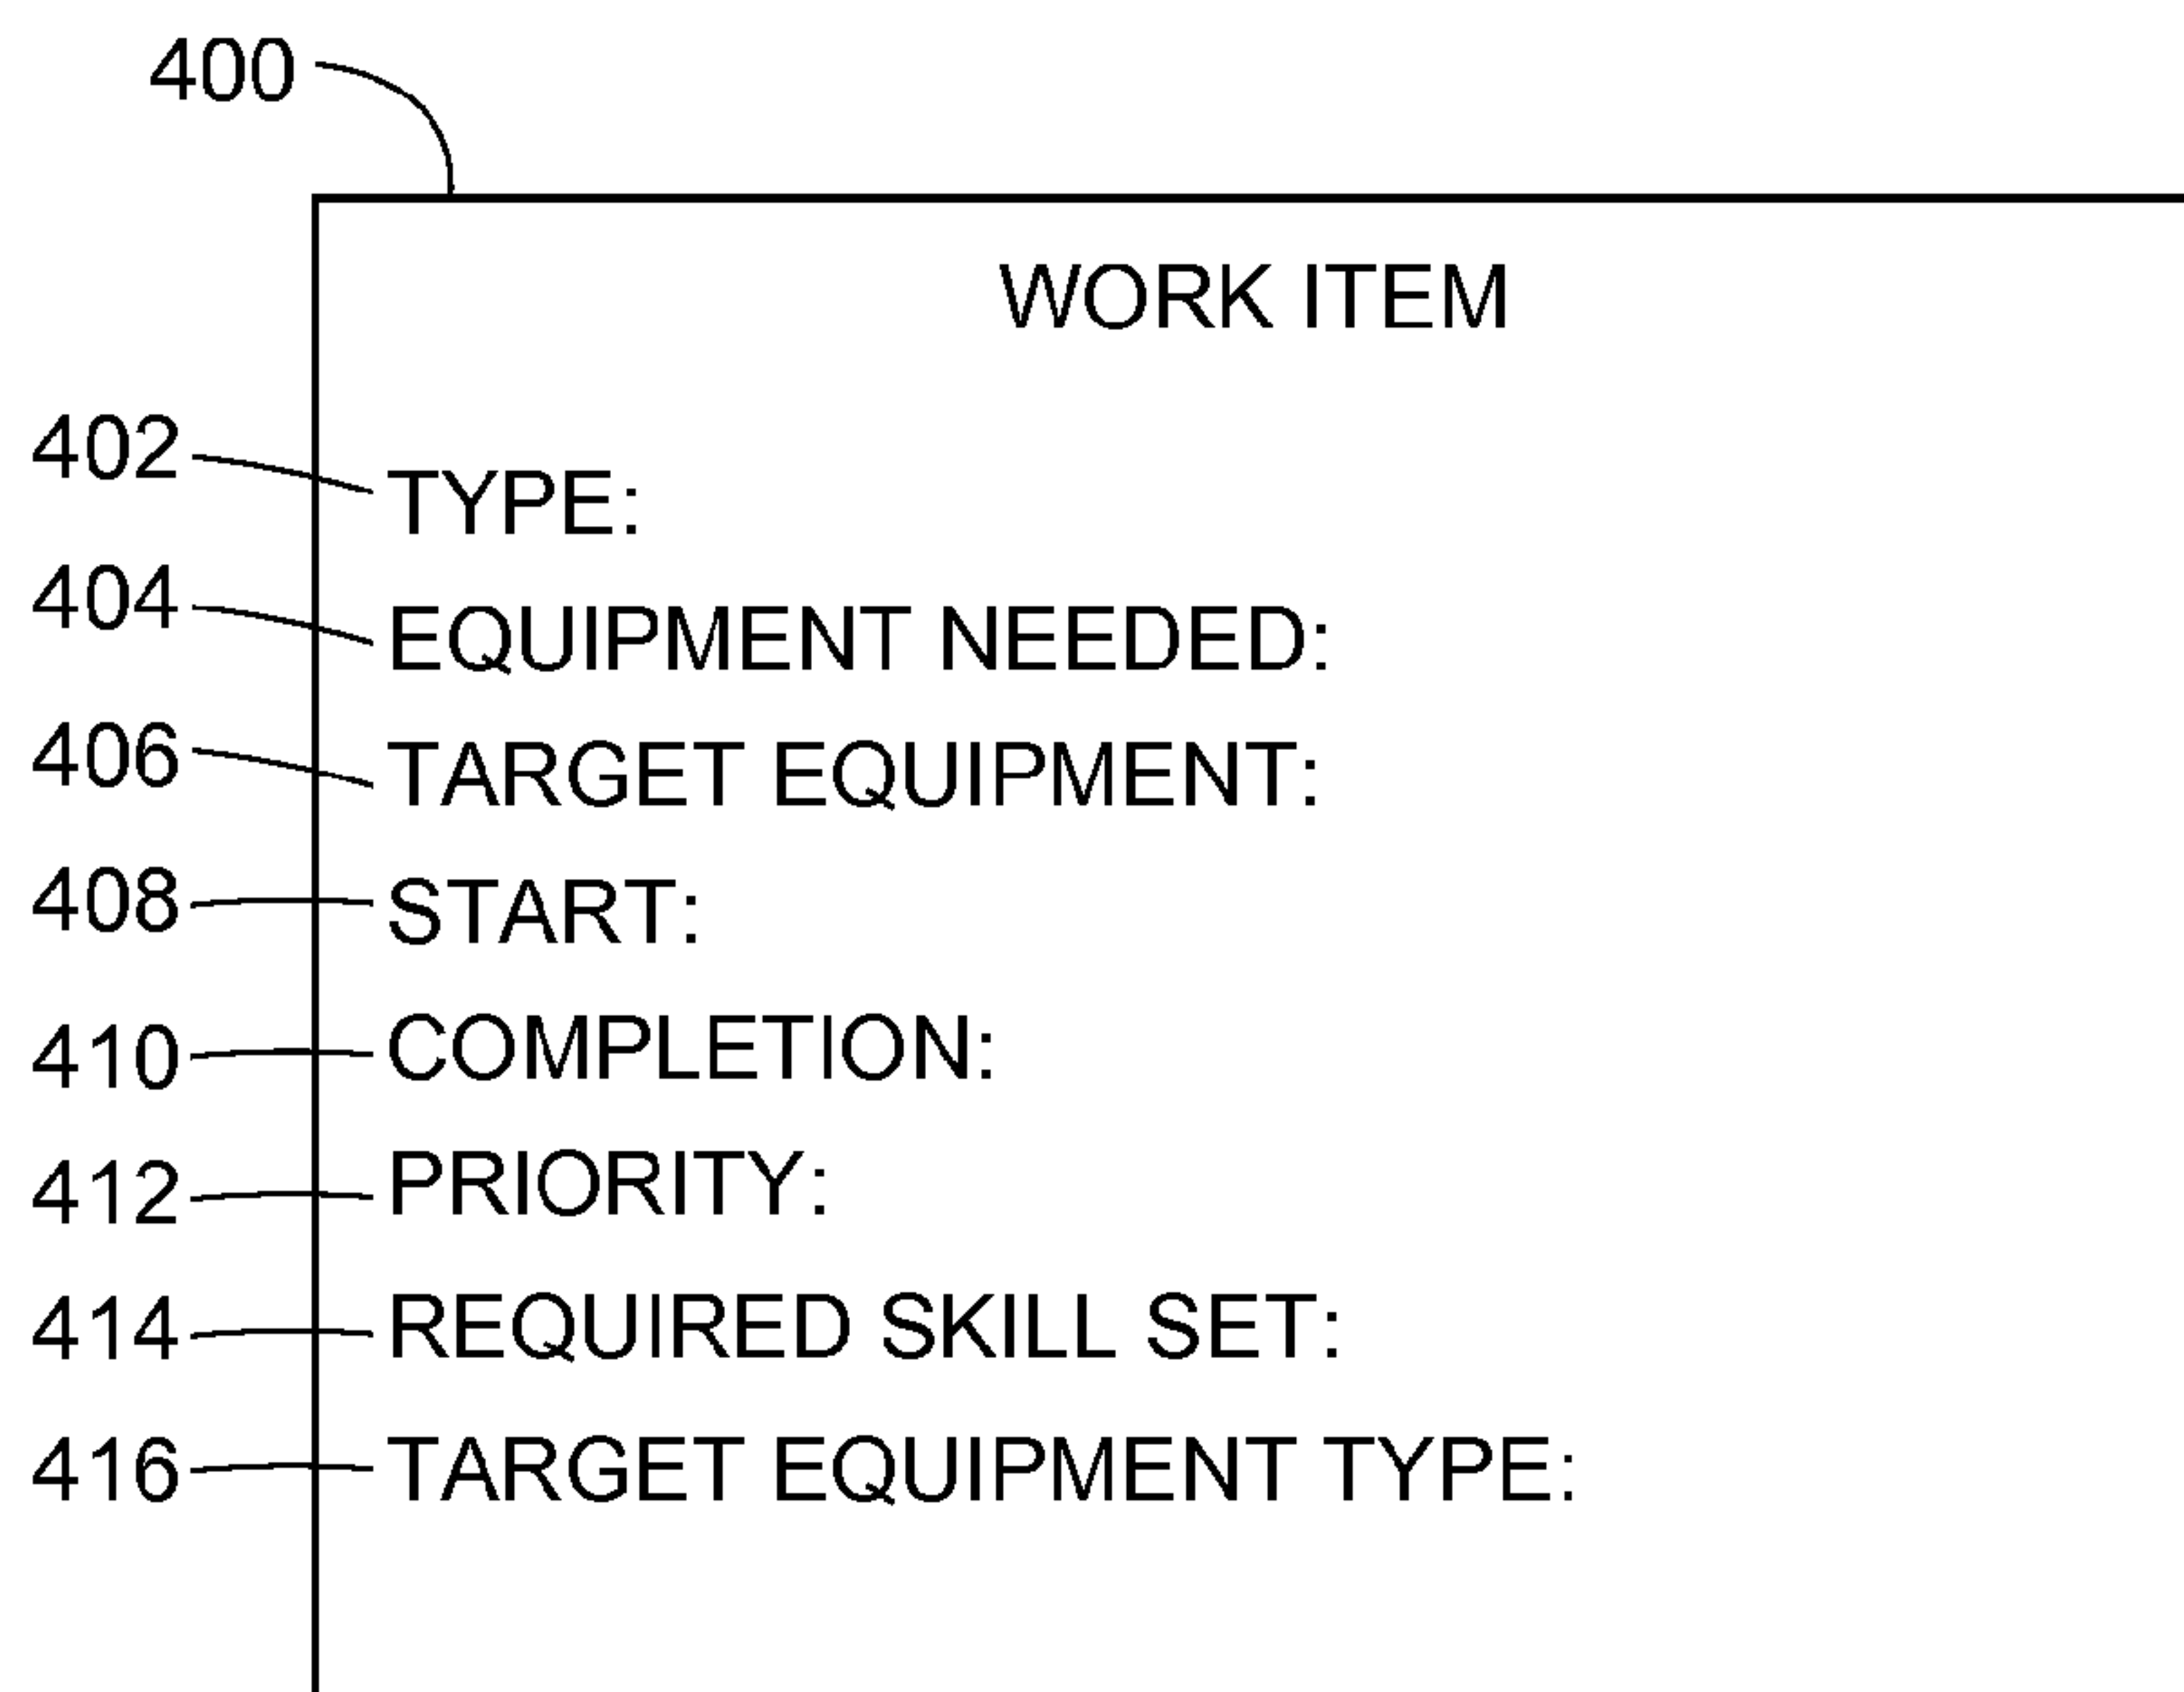 400
WORK ITEM
402 TYPE:
404 EQUIPMENT NEEDED:
406 TARGET EQUIPMENT:
408 START:
410 COMPLETION:
412 PRIORITY:
414 REQUIRED SKILL SET:
416 TARGET EQUIPMENT TYPE: